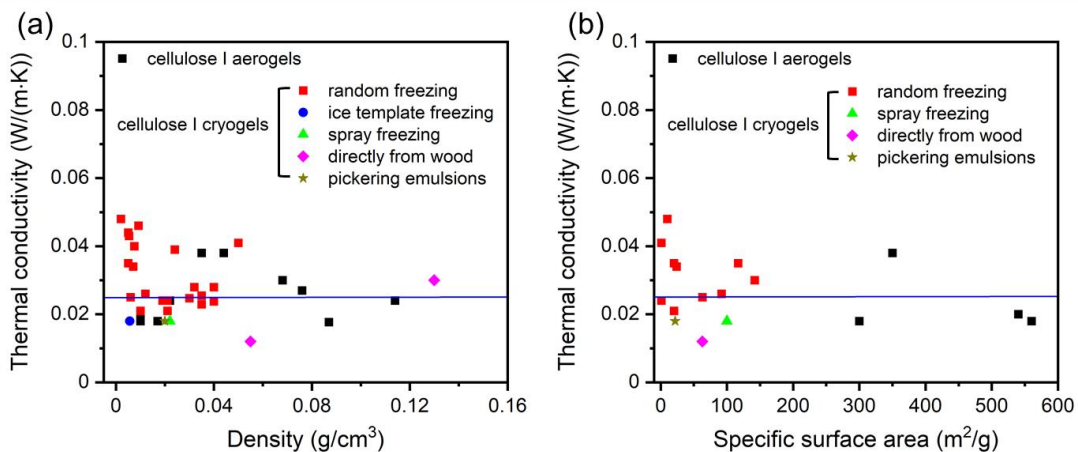 (a)
Thermal conductivity (W/(m·K))
0.1
0.08
0.06
0.04
0.02
0
cellulose I aerogels
cellulose I cryogels
random freezing
ice template freezing
spray freezing
directly from wood
pickering emulsions
0 0.04 0.08 0.12 0.16
Density (g/cm³)
(b)
Thermal conductivity (W/(m·K))
0.1
0.08
0.06
0.04
0.02
0
cellulose I aerogels
cellulose I cryogels
random freezing
spray freezing
directly from wood
pickering emulsions
0 100 200 300 400 500 600
Specific surface area (m²/g)